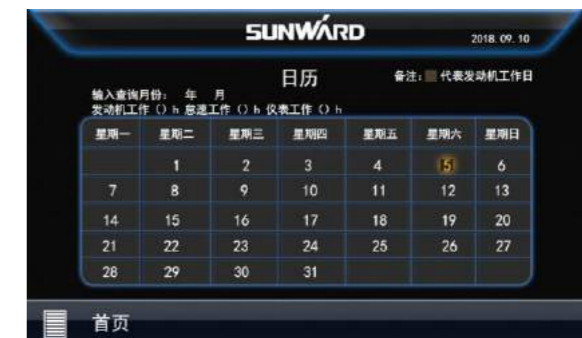 SUNWARD
2018. 09. 10
日历
备注： 代表发动机工作日
输入查询月份： 年 月
发动机工作 () h 怠速工作 () h 仪表工作 () h
星期一 星期二 星期三 星期四 星期五 星期六 星期日
1 2 3 4 5 6
7 8 9 10 11 12 13
14 15 16 17 18 19 20
21 22 23 24 25 26 27
28 29 30 31
首页